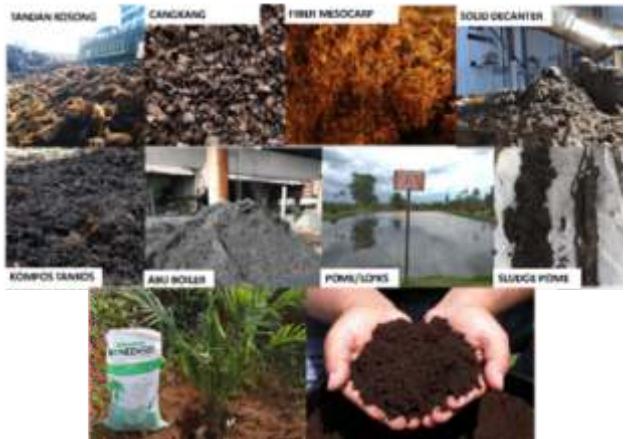 TANDAN KOSONG
CANGKANG
FIBER MESOCARP
SOLID DECANTER
KOMPOS TANKOS
ABU BOILER
POME/LCPKS
SLUDGE POME